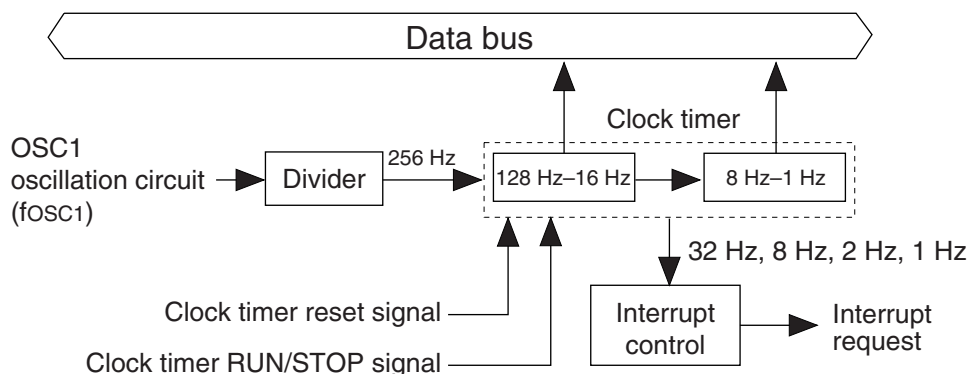 Data bus
Clock timer
OSC1
oscillation circuit
(fOSC1)
Divider
256 Hz
128 Hz–16 Hz
8 Hz–1 Hz
32 Hz, 8 Hz, 2 Hz, 1 Hz
Clock timer reset signal
Clock timer RUN/STOP signal
Interrupt
control
Interrupt
request